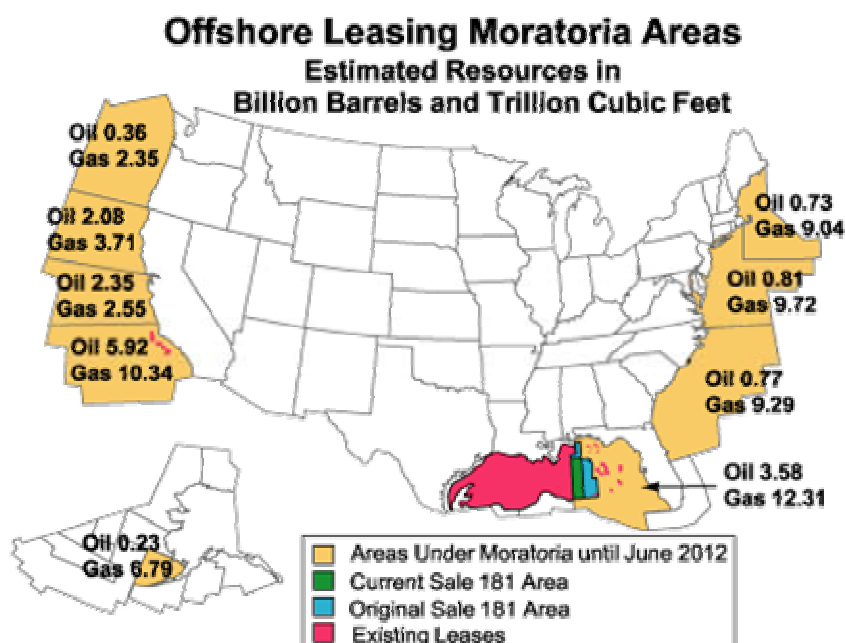 Offshore Leasing Moratoria Areas
Estimated Resources in
Billion Barrels and Trillion Cubic Feet
Oil 0.36
Gas 2.35
Oil 2.08
Gas 3.71
Oil 2.35
Gas 2.55
Oil 5.92
Gas 10.34
Oil 0.73
Gas 9.04
Oil 0.81
Gas 9.72
Oil 0.77
Gas 9.29
Oil 3.58
Gas 12.31
Oil 0.23
Gas 6.79
Areas Under Moratoria until June 2012
Current Sale 181 Area
Original Sale 181 Area
Existing Leases